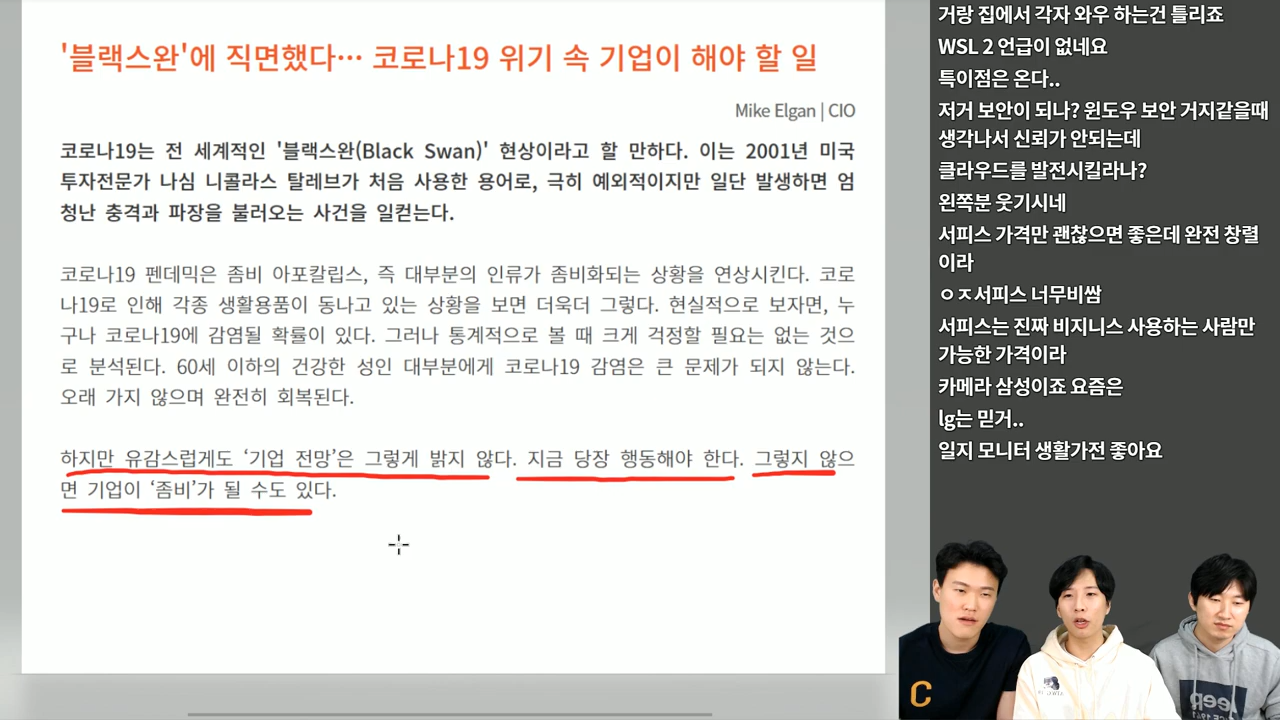 '블랙스완'에 직면했다… 코로나19 위기 속 기업이 해야 할 일
Mike Elgan | CIO
코로나19는 전 세계적인 '블랙스완(Black Swan)' 현상이라고 할 만하다. 이는 2001년 미국
투자전문가 나심 니콜라스 탈레브가 처음 사용한 용어로, 극히 예외적이지만 일단 발생하면 엄
청난 충격과 파장을 불러오는 사건을 일컫는다.
코로나19 펜데믹은 좀비 아포칼립스, 즉 대부분의 인류가 좀비화되는 상황을 연상시킨다. 코로
나19로 인해 각종 생활용품이 동나고 있는 상황을 보면 더욱더 그렇다. 현실적으로 보자면, 누
구나 코로나19에 감염될 확률이 있다. 그러나 통계적으로 볼 때 크게 걱정할 필요는 없는 것으
로 분석된다. 60세 이하의 건강한 성인 대부분에게 코로나19 감염은 큰 문제가 되지 않는다.
오래 가지 않으며 완전히 회복된다.
하지만 유감스럽게도 ‘기업 전망’은 그렇게 밝지 않다. 지금 당장 행동해야 한다. 그렇지 않으
면 기업이 ‘좀비’가 될 수도 있다.
거랑 집에서 각자 와우 하는건 틀리죠
WSL 2 언급이 없네요
특이점은 온다..
저거 보안이 되나? 윈도우 보안 거지같을때
생각나서 신뢰가 안되는데
클라우드를 발전시킬라나?
왼쪽분 웃기시네
서피스 가격만 괜찮으면 좋은데 완전 창렬
이라
ㅇㅈ서피스 너무비쌈
서피스는 진짜 비지니스 사용하는 사람만
가능한 가격이라
카메라 삼성이죠 요즘은
lg는 믿거..
일지 모니터 생활가전 좋아요
C